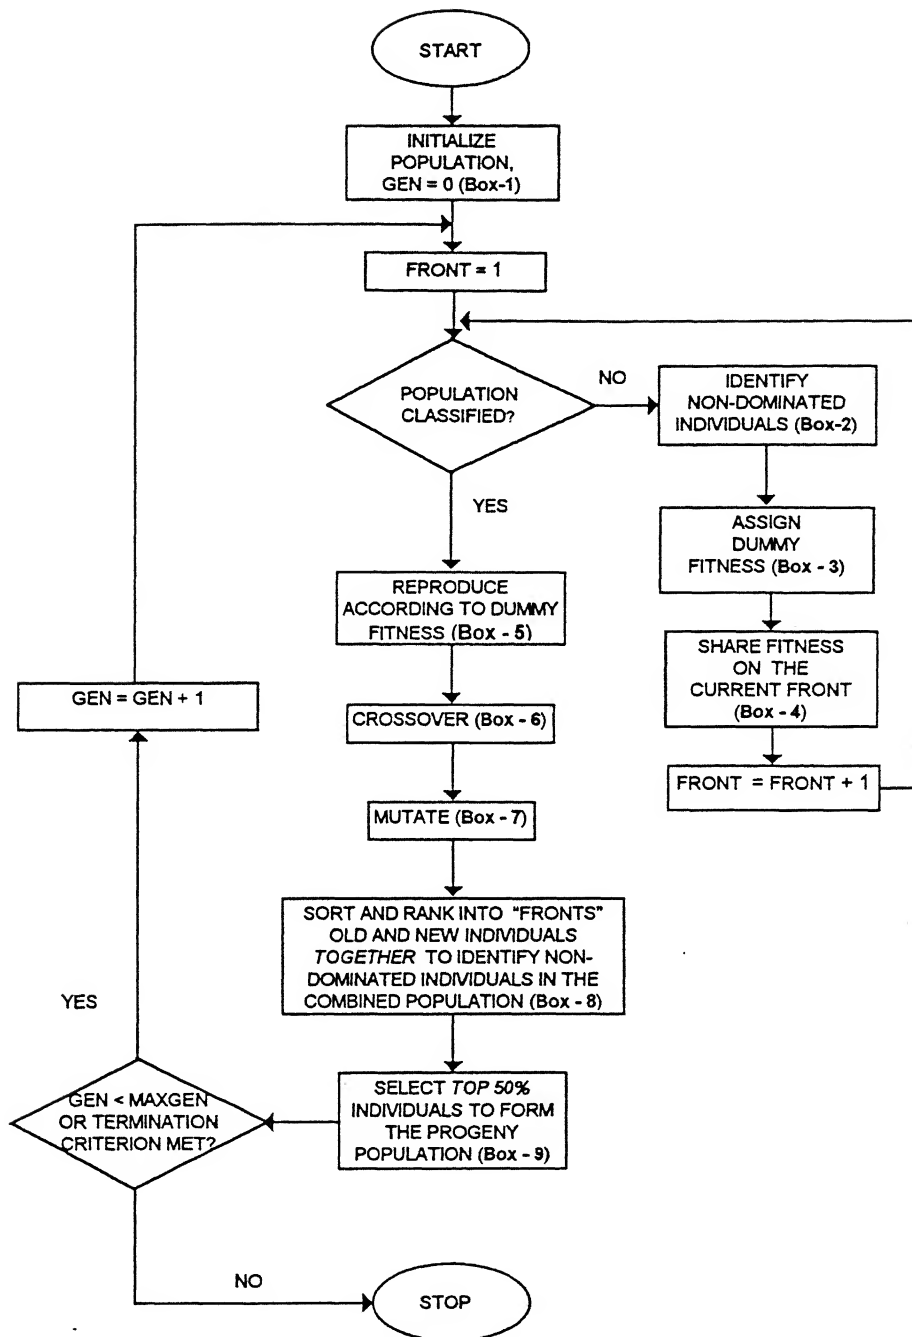 START
INITIALIZE
POPULATION,
GEN = 0 (Box-1)
FRONT = 1
POPULATION
CLASSIFIED?
NO
IDENTIFY
NON-DOMINATED
INDIVIDUALS (Box-2)
YES
ASSIGN
DUMMY
FITNESS (Box - 3)
REPRODUCE
ACCORDING TO DUMMY
FITNESS (Box - 5)
SHARE FITNESS
ON THE
CURRENT FRONT
(Box - 4)
GEN = GEN + 1
CROSSOVER (Box - 6)
FRONT = FRONT + 1
MUTATE (Box - 7)
SORT AND RANK INTO "FRONTS"
OLD AND NEW INDIVIDUALS
TOGETHER TO IDENTIFY NON-
DOMINATED INDIVIDUALS IN THE
COMBINED POPULATION (Box - 8)
YES
SELECT TOP 50%
INDIVIDUALS TO FORM
THE PROGENY
POPULATION (Box - 9)
GEN < MAXGEN
OR TERMINATION
CRITERION MET?
NO
STOP